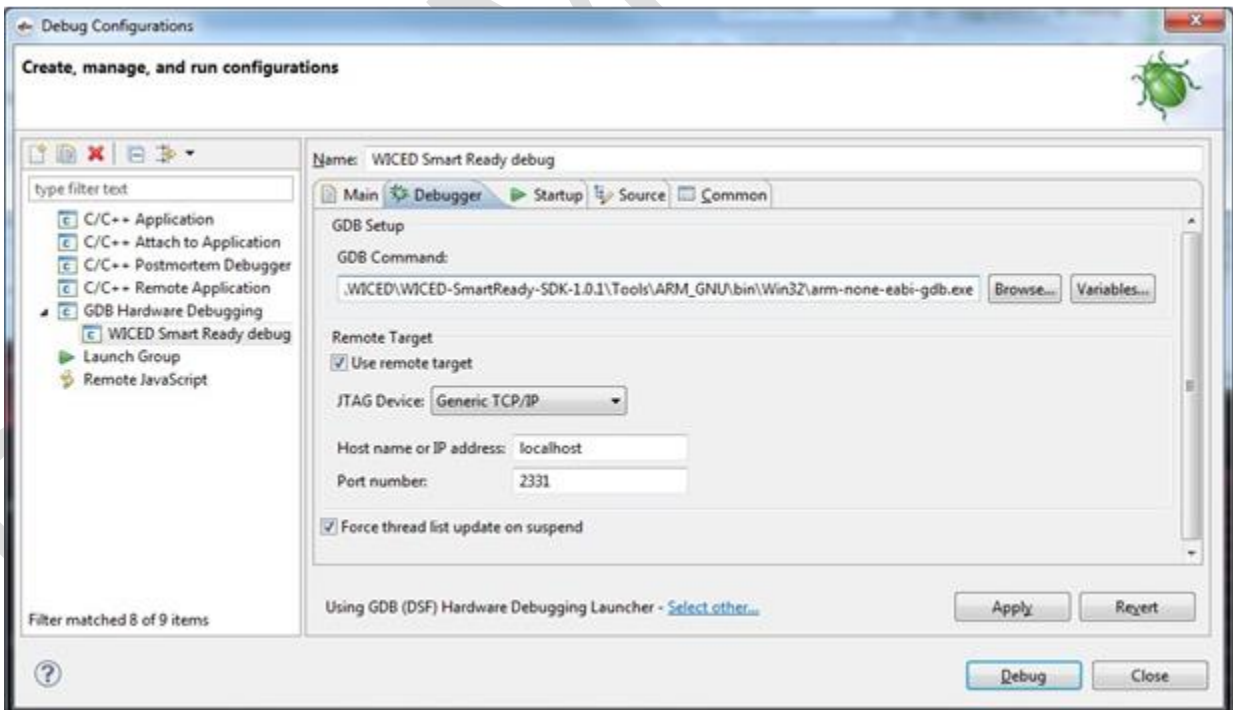 Debug Configurations
Create, manage, and run configurations
type filter text
C/C++ Application
C/C++ Attach to Application
C/C++ Postmortem Debugger
C/C++ Remote Application
GDB Hardware Debugging
WICED Smart Ready debug
Launch Group
Remote JavaScript
Filter matched 8 of 9 items
Name: WICED Smart Ready debug
Main Debugger Startup Source Common
GDB Setup
GDB Command:
.WICED\WICED-SmartReady-SDK-1.0.1\Tools\ARM_GNU\bin\Win32\arm-none-eabi-gdb.exe Browse... Variables...
Remote Target
Use remote target
JTAG Device: Generic TCP/IP
Host name or IP address: localhost
Port number: 2331
Force thread list update on suspend
Using GDB (DSF) Hardware Debugging Launcher - Select other... Apply Revert
Debug Close